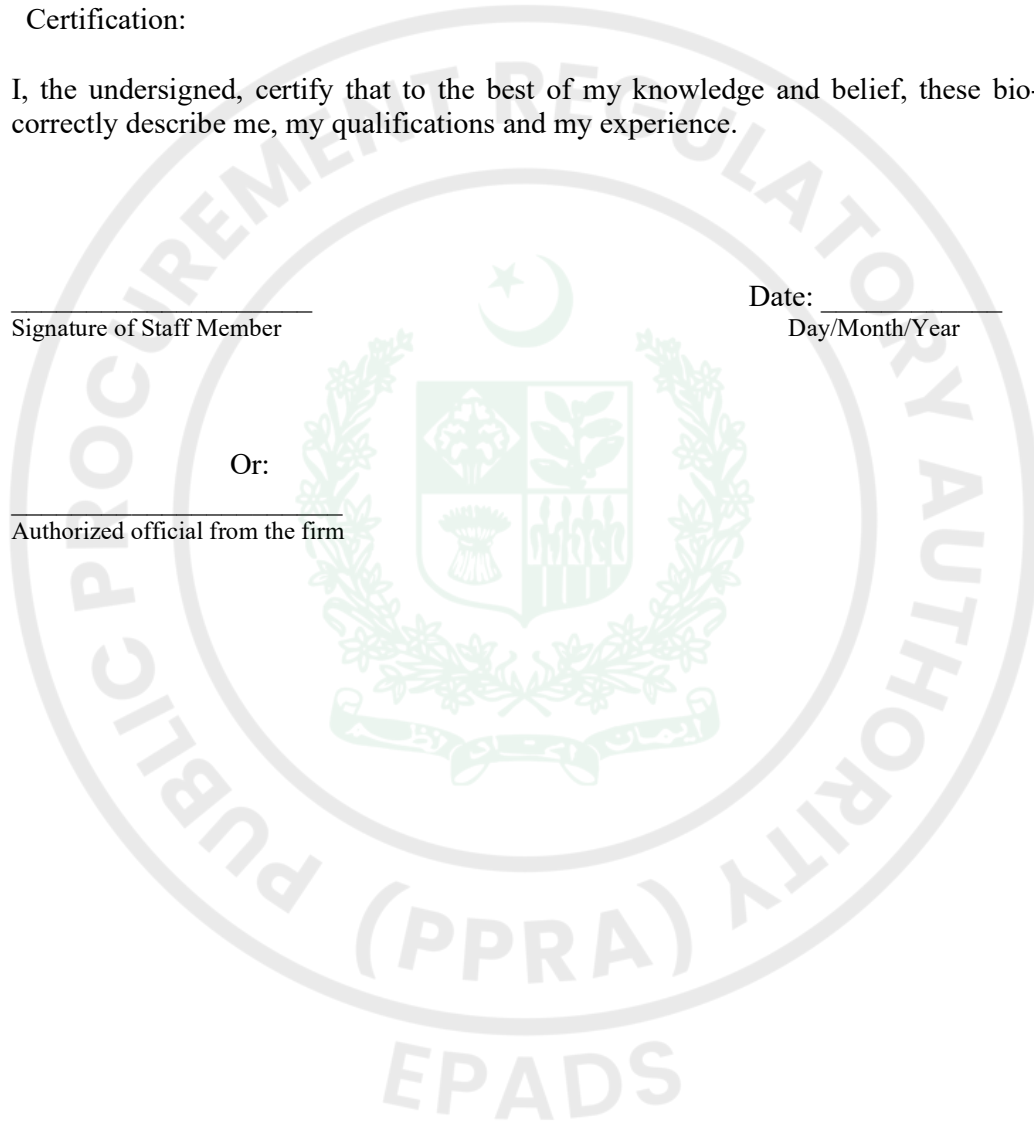 Certification:
I, the undersigned, certify that to the best of my knowledge and belief, these bio-
correctly describe me, my qualifications and my experience.
Date: ____________
Signature of Staff Member
Day/Month/Year
Or:
Authorized official from the firm
PUBLIC PROCUREMENT REGULATORY AUTHORITY
(PPRA)
EPADS